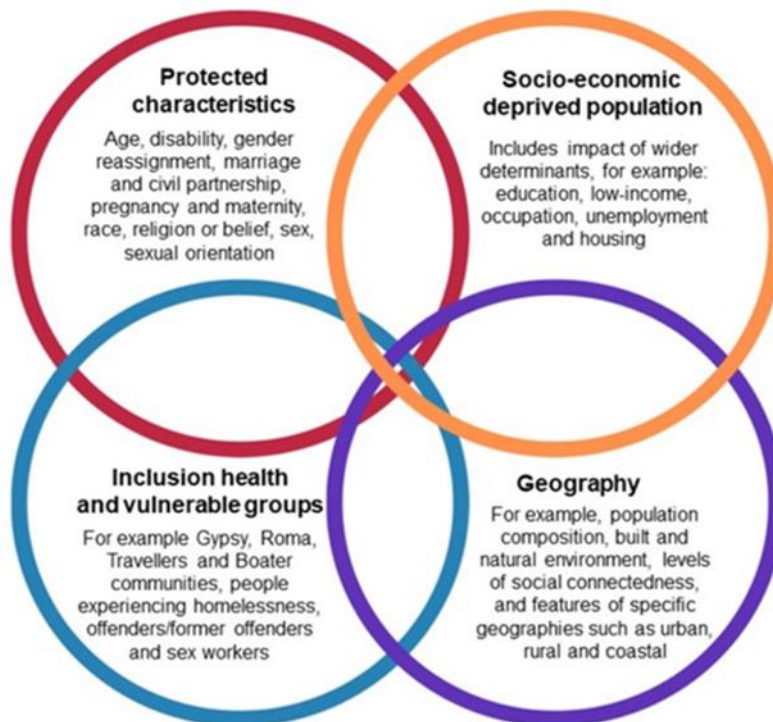 Protected
characteristics
Age, disability, gender
reassignment, marriage
and civil partnership,
pregnancy and maternity,
race, religion or belief, sex,
sexual orientation
Socio-economic
deprived population
Includes impact of wider
determinants, for example:
education, low-income,
occupation, unemployment
and housing
Inclusion health
and vulnerable groups
For example Gypsy, Roma,
Travellers and Boater
communities, people
experiencing homelessness,
offenders/former offenders
and sex workers
Geography
For example, population
composition, built and
natural environment, levels
of social connectedness,
and features of specific
geographies such as urban,
rural and coastal